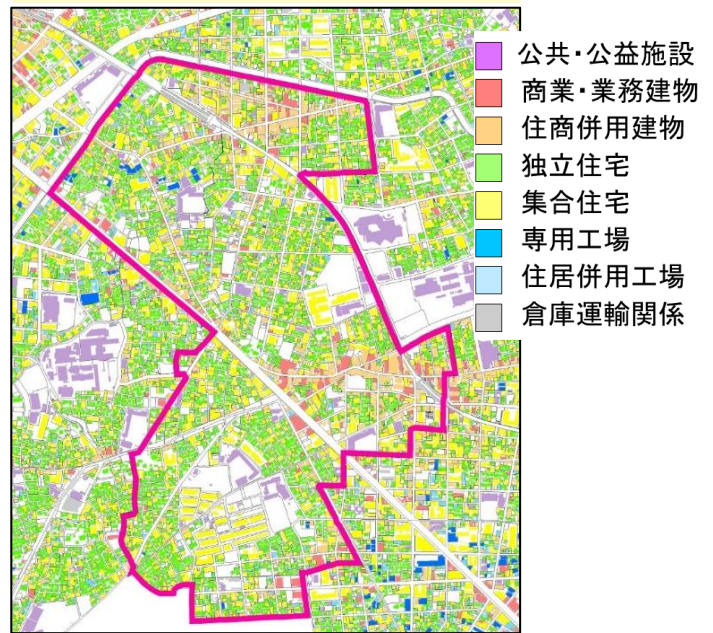 公共・公益施設
商業・業務建物
住商併用建物
独立住宅
集合住宅
専用工場
住居併用工場
倉庫運輸関係